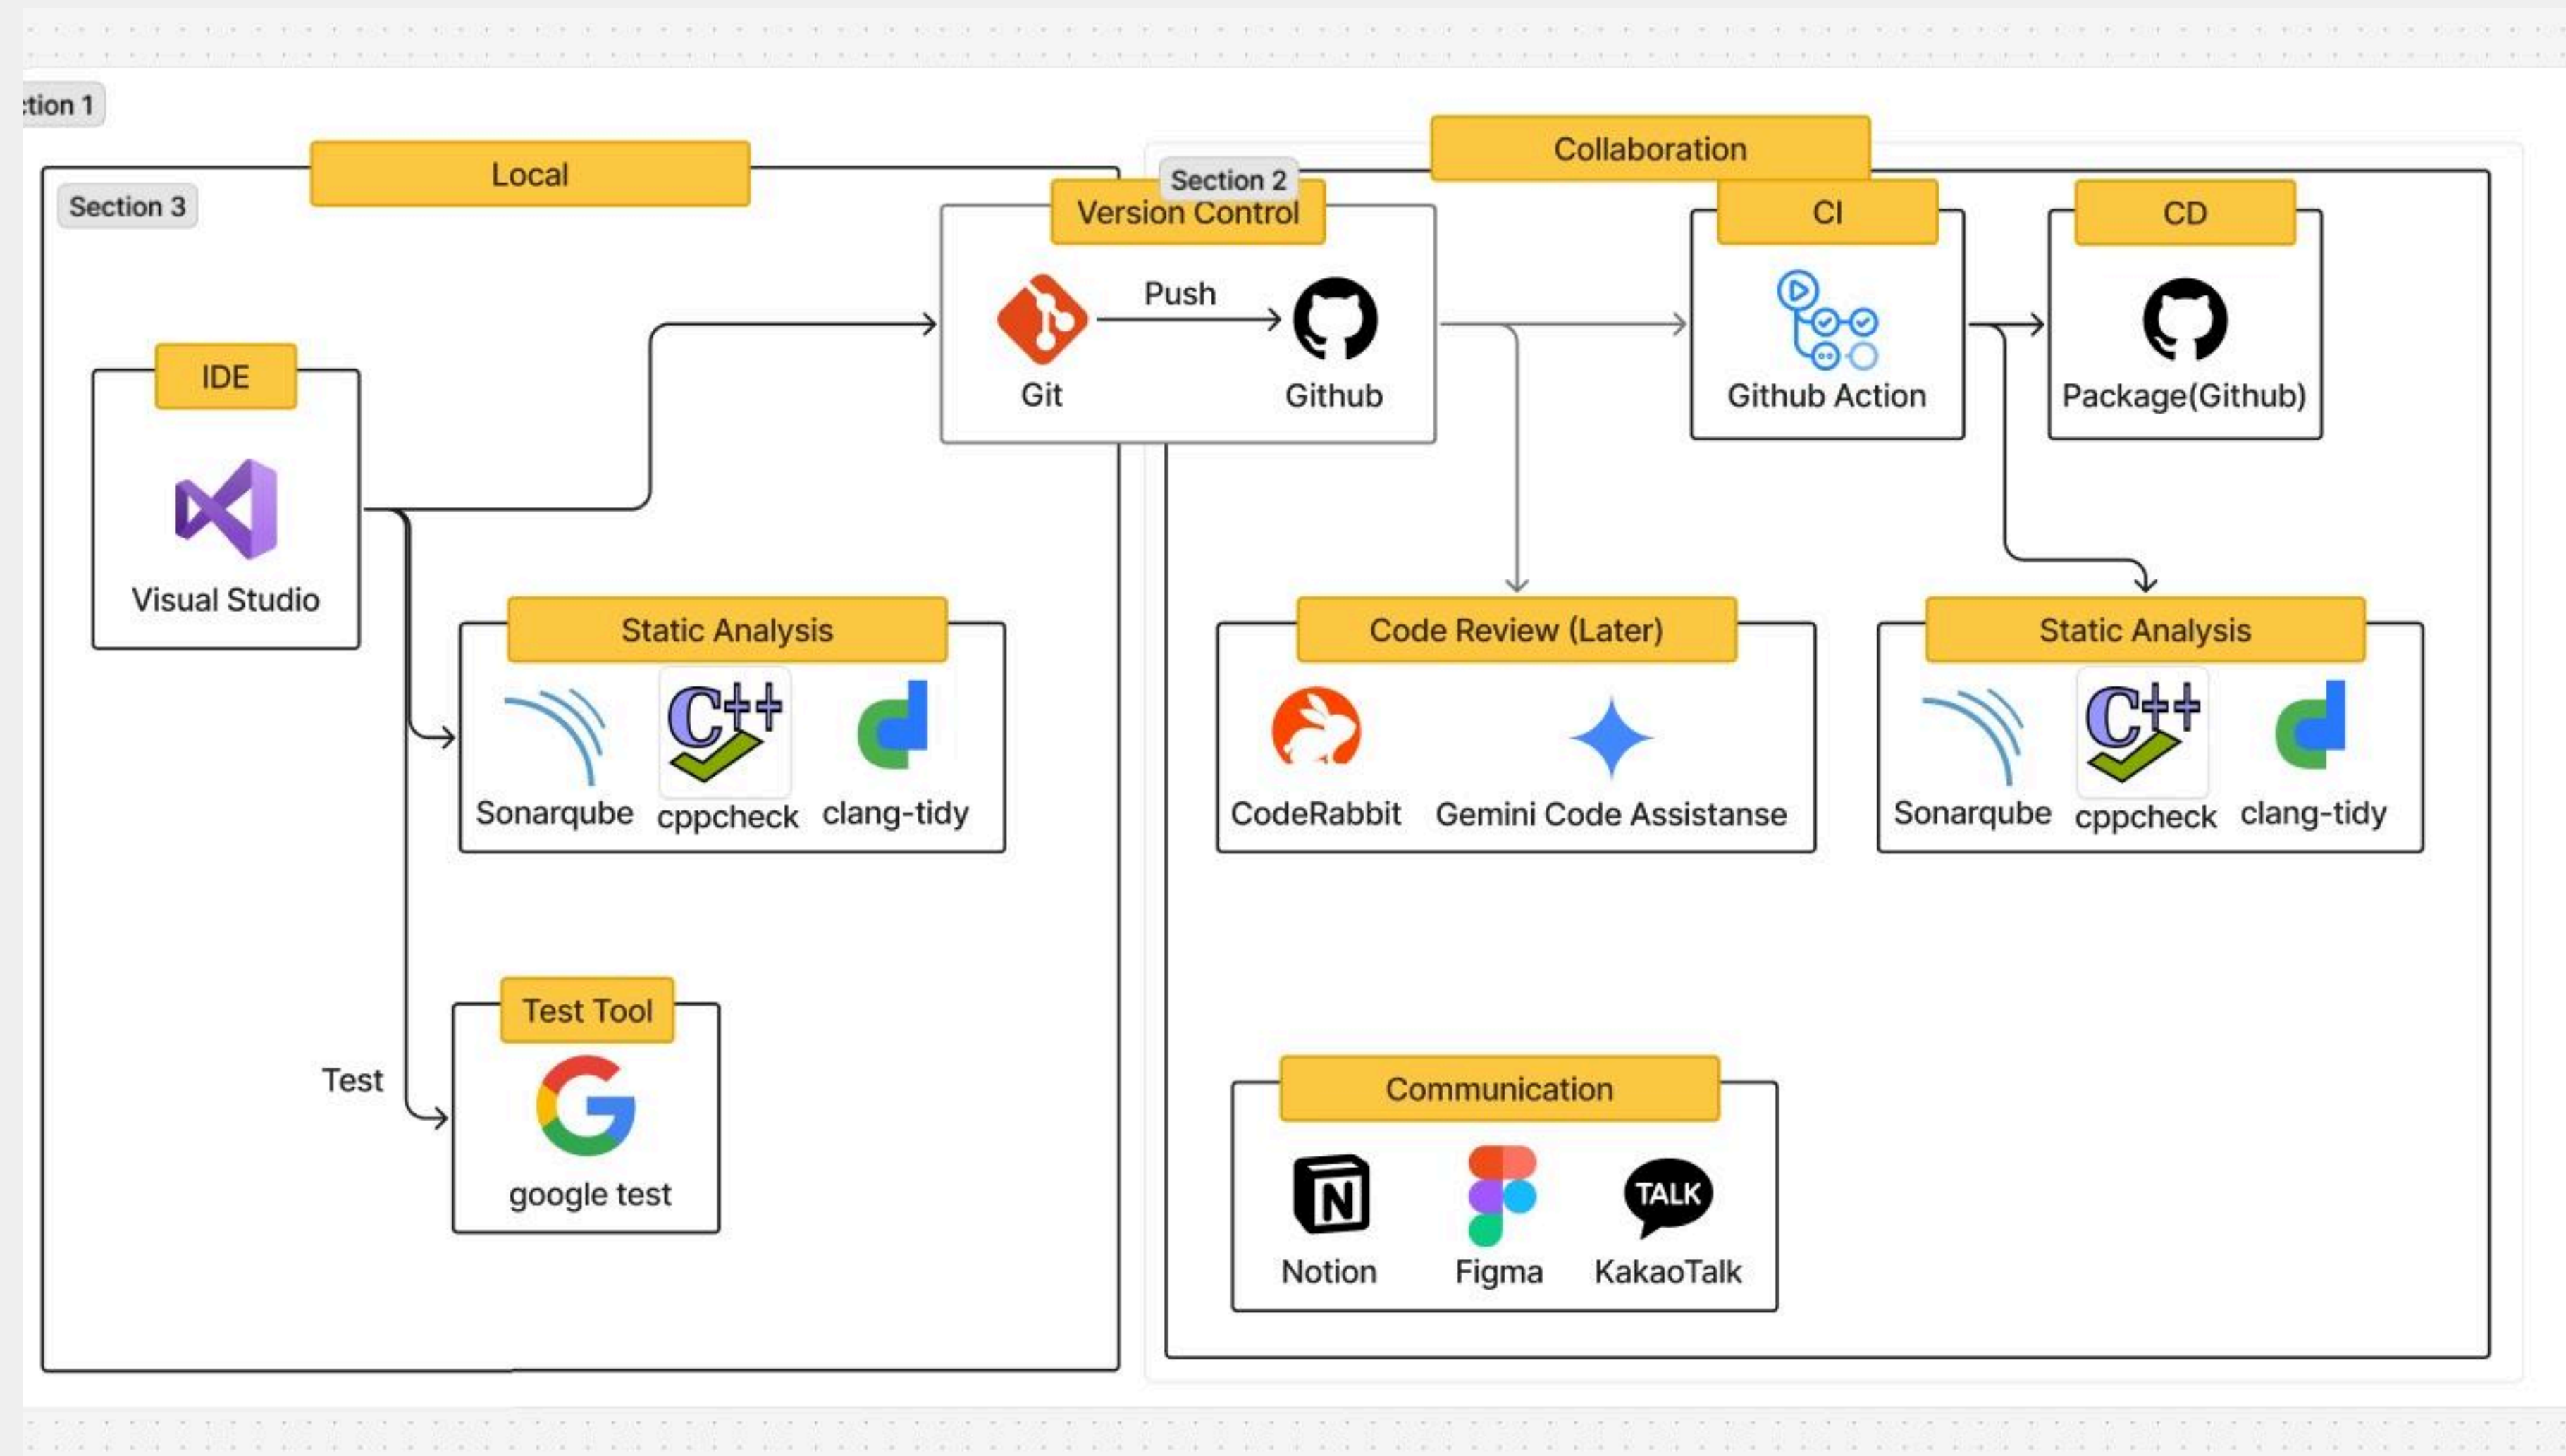 ction 1
Local
Section 3
Collaboration
Section 2
Version Control
Push
Git
Github
CI
Github Action
CD
Package(Github)
IDE
Visual Studio
Static Analysis
C++
Sonarqube
cppcheck
clang-tidy
Test
Test Tool
google test
Code Review (Later)
CodeRabbit
Gemini Code Assistanse
Static Analysis
C++
Sonarqube
cppcheck
clang-tidy
Communication
N
TALK
Notion
Figma
KakaoTalk